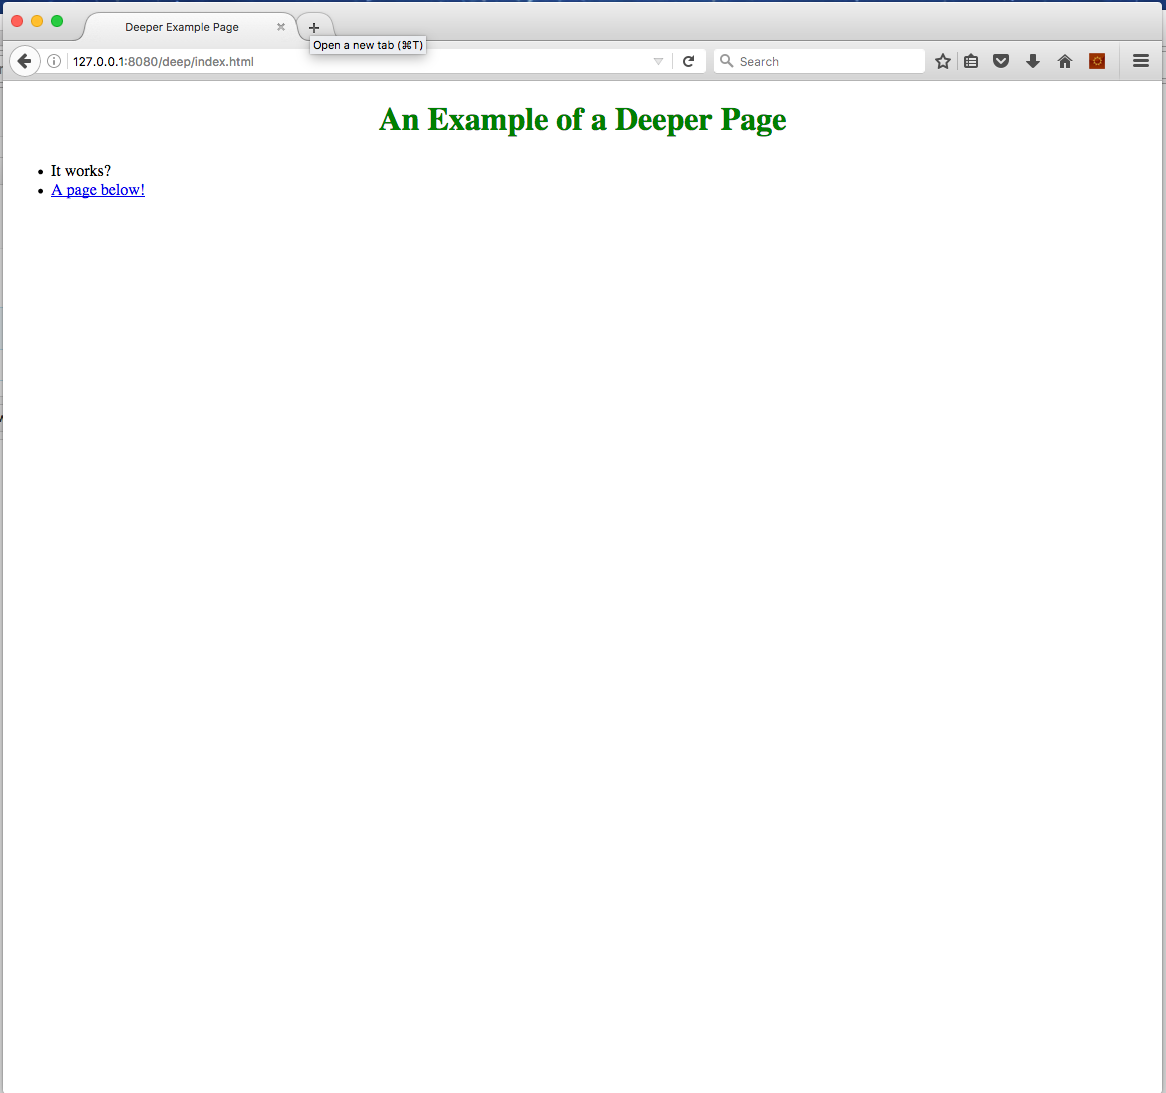 Deeper Example Page
Open a new tab (⌘T)
127.0.0.1:8080/deep/index.html
Search
An Example of a Deeper Page
• It works?
• A page below!